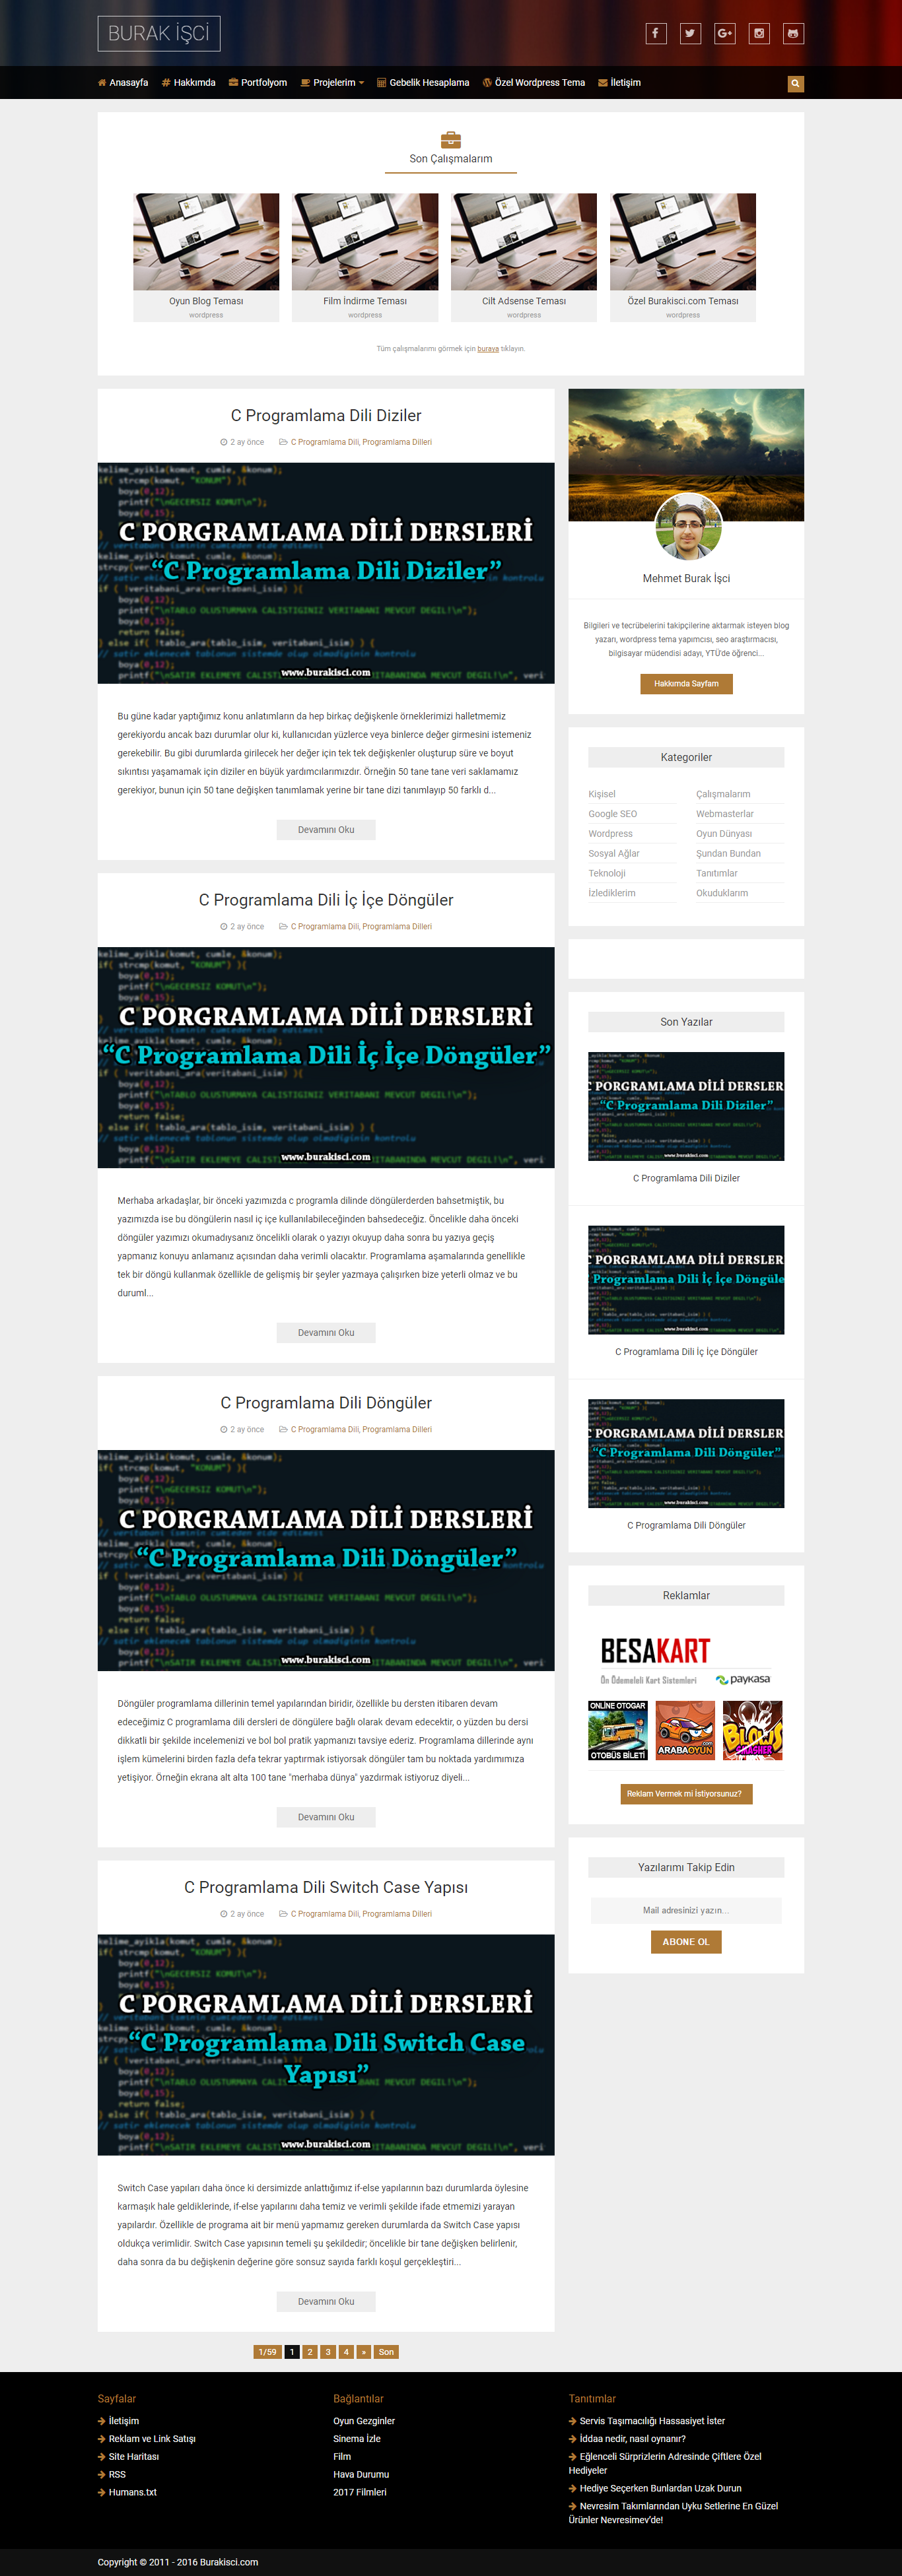 BURAK İŞCİ
Anasayfa
Hakkımda
Portfolyom
Projelerim
Gebelik Hesaplama
Özel Wordpress Tema
İletişim
Son Çalışmalarım
Oyun Blog Teması
wordpress
Film İndirme Teması
wordpress
Cilt Adsense Teması
wordpress
Özel Burakisci.com Teması
wordpress
Tüm çalışmalarımı görmek için buraya tıklayın.
C Programlama Dili Diziler
2 ay önce
C Programlama Dili, Programlama Dilleri
C PORGRAMLAMA DİLİ DERSLERİ
“C Programlama Dili Diziler”
www.burakisci.com
Bu güne kadar yaptığımız konu anlatımların da hep birkaç değişkenle örneklerimizi halletmemiz
gerekiyordu ancak bazı durumlar olur ki, kullanıcıdan yüzlerce veya binlerce değer girmesini istemeniz
gerekebilir. Bu gibi durumlarda girilecek her değer için tek tek değişkenler oluşturup süre ve boyut
sıkıntısı yaşamamak için diziler en büyük yardımcılarımızdır. Örneğin 50 tane tane veri saklamamız
gerekiyor, bunun için 50 tane değişken tanımlamak yerine bir tane dizi tanımlayıp 50 farklı d...
Devamını Oku
C Programlama Dili İç İçe Döngüler
2 ay önce
C Programlama Dili, Programlama Dilleri
C PORGRAMLAMA DİLİ DERSLERİ
“C Programlama Dili İç İçe Döngüler”
www.burakisci.com
Merhaba arkadaşlar, bir önceki yazımızda c programla dilinde döngülerderden bahsetmiştik, bu
yazımızda ise bu döngülerin nasıl iç içe kullanılabileceğinden bahsedeceğiz. Öncelikle daha önceki
döngüler yazımızı okumadıysanız öncelikli olarak o yazıyı okuyup daha sonra bu yazıya geçiş
yapmanız konuyu anlamanız açısından daha verimli olacaktır. Programlama aşamalarında genellikle
tek bir döngü kullanmak özellikle de gelişmiş bir şeyler yazmaya çalışırken bize yeterli olmaz ve bu
duruml...
Devamını Oku
C Programlama Dili Döngüler
2 ay önce
C Programlama Dili, Programlama Dilleri
C PORGRAMLAMA DİLİ DERSLERİ
“C Programlama Dili Döngüler”
www.burakisci.com
Döngüler programlama dillerinin temel yapılarından biridir, özellikle bu dersten itibaren devam
edeceğimiz C programlama dili dersleri de döngülere bağlı olarak devam edecektir, o yüzden bu dersi
dikkatli bir şekilde incelemenizi ve bol bol pratik yapmanızı tavsiye ederiz. Programlama dillerinde aynı
işlem kümelerini birden fazla defa tekrar yaptırmak istiyorsak döngüler tam bu noktada yardımımıza
yetişiyor. Örneğin ekrana alt alta 100 tane "merhaba dünya" yazdırmak istiyoruz diyeli...
Devamını Oku
C Programlama Dili Switch Case Yapısı
2 ay önce
C Programlama Dili, Programlama Dilleri
C PORGRAMLAMA DİLİ DERSLERİ
“C Programlama Dili Switch Case
Yapısı”
www.burakisci.com
Switch Case yapıları daha önce ki dersimizde anlattığımız if-else yapılarının bazı durumlarda öylesine
karmaşık hale geldiklerinde, if-else yapılarını daha temiz ve verimli şekilde ifade etmemizi yarayan
yapılardır. Özellikle de programa ait bir menü yapmamız gereken durumlarda da Switch Case yapısı
oldukça verimlidir. Switch Case yapısının temeli şu şekildedir; öncelikle bir tane değişken belirlenir,
daha sonra da bu değişkenin değerine göre sonsuz sayıda farklı koşul gerçekleştiri...
Devamını Oku
1/59 1 2 3 4 » Son
Mehmet Burak İşci
Bilgileri ve tecrübelerini takipçilerine aktarmak isteyen blog
yazarı, wordpress tema yapımcısı, seo araştırmacısı,
bilgisayar müdendisi adayı, YTÜ'de öğrenci...
Hakkımda Sayfam
Kategoriler
Kişisel
Çalışmalarım
Google SEO
Webmasterlar
Wordpress
Oyun Dünyası
Sosyal Ağlar
Şundan Bundan
Teknoloji
Tanıtımlar
İzlediklerim
Okuduklarım
Son Yazılar
C PORGRAMLAMA DİLİ DERSLER
“C Programlama Dili Diziler”
www.burakisci.com
C Programlama Dili Diziler
C PORGRAMLAMA DİLİ DERSLER
C Programlama Dili İç İçe Döngüle
www.burakisci.com
C Programlama Dili İç İçe Döngüler
C PORGRAMLAMA DİLİ DERSLER
“C Programlama Dili Döngüler”
www.burakisci.com
C Programlama Dili Döngüler
Reklamlar
BESAKART
Ön Ödemeleli Kart Sistemleri
PAYKASA
ONLİNE OTOGAR
OTOBÜS BİLETİ
ARABAOYUN
.com
BLOWS
SMASHER
Reklam Vermek mi İstiyorsunuz?
Yazılarımı Takip Edin
Mail adresinizi yazın...
ABONE OL
Sayfalar
İletişim
Reklam ve Link Satışı
Site Haritası
RSS
Humans.txt
Bağlantılar
Oyun Gezginler
Sinema İzle
Film
Hava Durumu
2017 Filmleri
Tanıtımlar
Servis Taşımacılığı Hassasiyet İster
İddaa nedir, nasıl oynanır?
Eğlenceli Sürprizlerin Adresinde Çiftlere Özel
Hediyeler
Hediye Seçerken Bunlardan Uzak Durun
Nevresim Takımlarından Uyku Setlerine En Güzel
Ürünler Nevresimev'de!
Copyright © 2011 - 2016 Burakisci.com